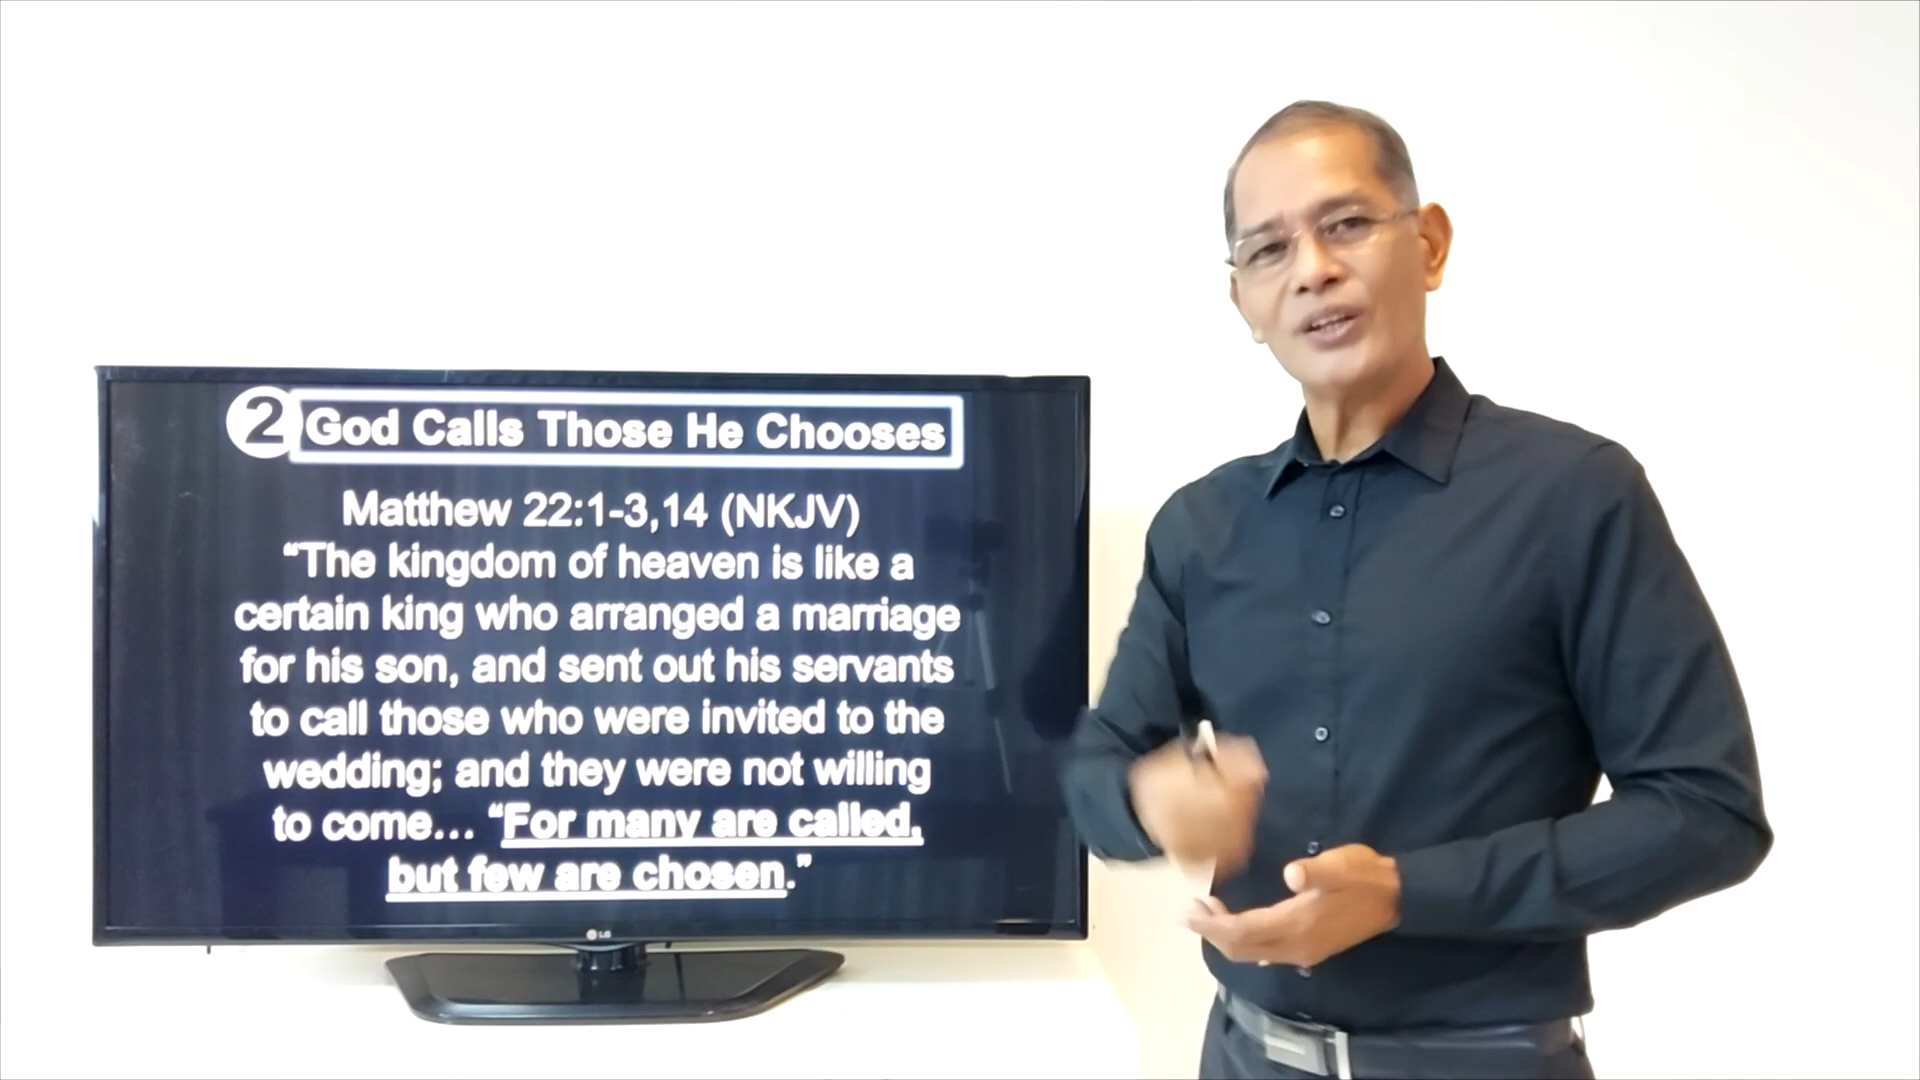 2 God Calls Those He Chooses
Matthew 22:1-3,14 (NKJV)
“The kingdom of heaven is like a
certain king who arranged a marriage
for his son, and sent out his servants
to call those who were invited to the
wedding; and they were not willing
to come... “For many are called,
but few are chosen.”
LG